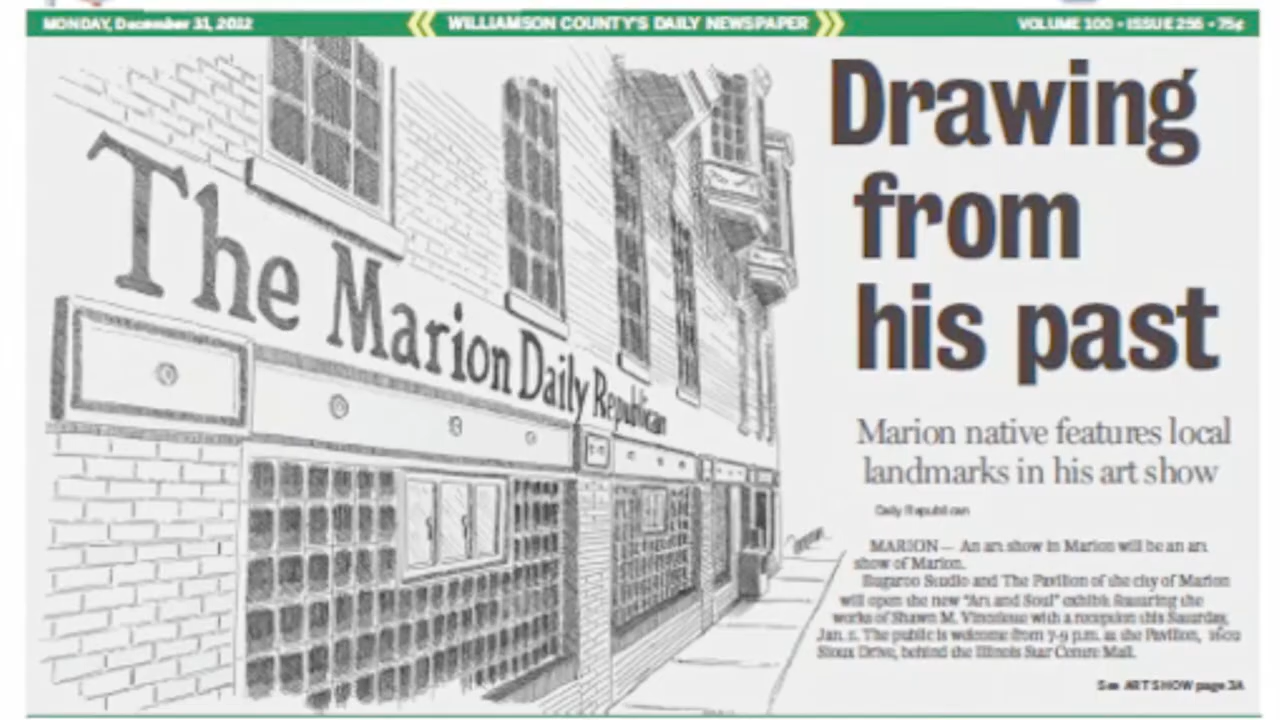 MONDAY, December 31, 2012
WILLIAMSON COUNTY'S DAILY NEWSPAPER
VOLUME 100 • ISSUE 256 • 75¢
The Marion Daily Republican
Drawing
from
his past
Marion native features local
landmarks in his art show
Daily Republican
MARION — An art show in Marion will be an art
show of Marion.
Bugaroo Studio and The Pavilion of the city of Marion
will open the new "Art and Soul" exhibit featuring the
works of Shawn M. with a reception this Saturday,
Jan. 5. The public is welcome from 7-9 p.m. at the Pavilion, 1602
Sioux Drive, behind the Illinois Star Centre Mall.
See ART SHOW page 3A